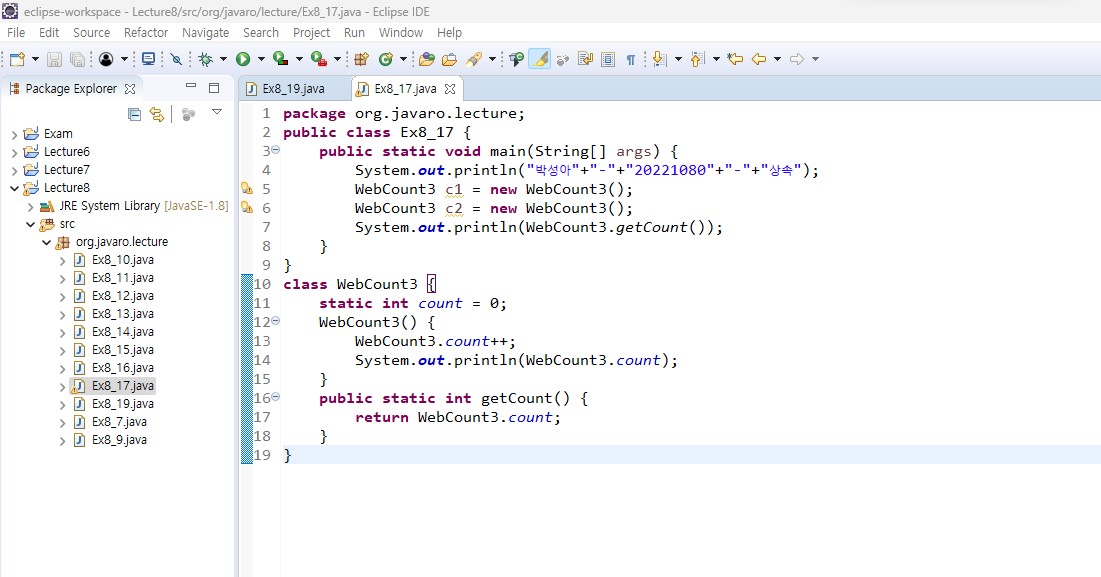 eclipse-workspace - Lecture8/src/org/javaro/lecture/Ex8_17.java - Eclipse IDE
File Edit Source Refactor Navigate Search Project Run Window Help
Package Explorer
Exam
Lecture6
Lecture7
Lecture8
JRE System Library [JavaSE-1.8]
src
org.javaro.lecture
Ex8_10.java
Ex8_11.java
Ex8_12.java
Ex8_13.java
Ex8_14.java
Ex8_15.java
Ex8_16.java
Ex8_17.java
Ex8_19.java
Ex8_7.java
Ex8_9.java
Ex8_19.java Ex8_17.java
1 package org.javaro.lecture;
2 public class Ex8_17 {
3 public static void main(String[] args) {
4 System.out.println("박성아"+"-"+"20221080"+"-"+"상속");
5 WebCount3 c1 = new WebCount3();
6 WebCount3 c2 = new WebCount3();
7 System.out.println(WebCount3.getCount());
8 }
9 }
10 class WebCount3 {
11 static int count = 0;
12 WebCount3() {
13 WebCount3.count++;
14 System.out.println(WebCount3.count);
15 }
16 public static int getCount() {
17 return WebCount3.count;
18 }
19 }